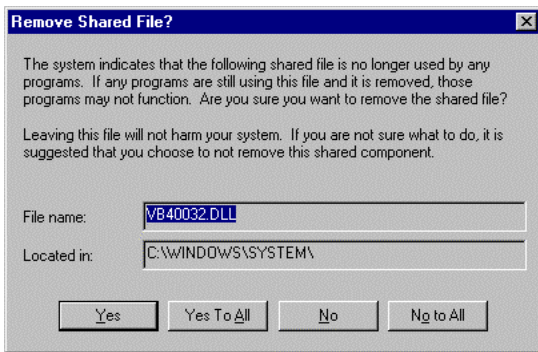 Remove Shared File?
The system indicates that the following shared file is no longer used by any
programs. If any programs are still using this file and it is removed, those
programs may not function. Are you sure you want to remove the shared file?
Leaving this file will not harm your system. If you are not sure what to do, it is
suggested that you choose to not remove this shared component.
File name: VB40032.DLL
Located in: C:\WINDOWS\SYSTEM\
Yes Yes To All No No to All